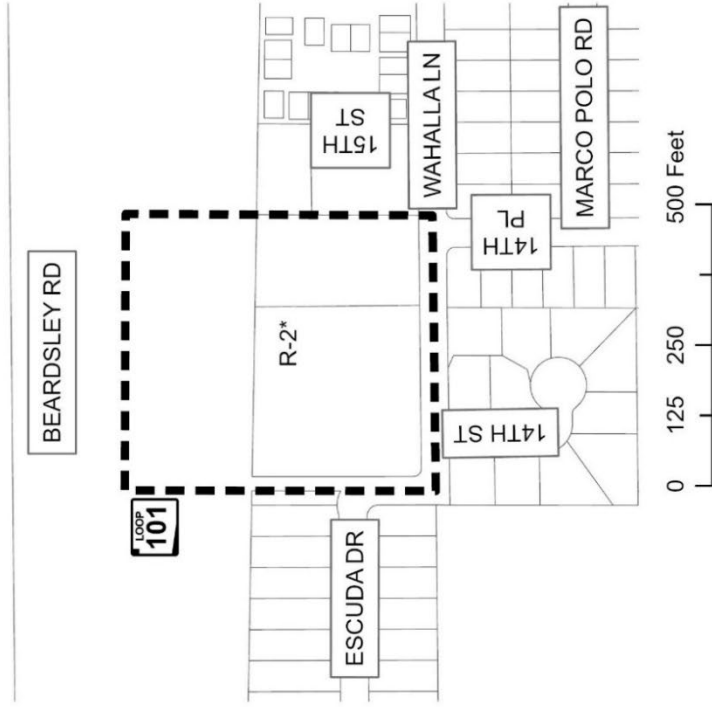 BEARDSLEY RD
LOOP
101
15TH
ST
WAHALLA LN
MARCO POLO RD
R-2*
14TH
PL
14TH ST
ESCUDA DR
0 125 250 500 Feet